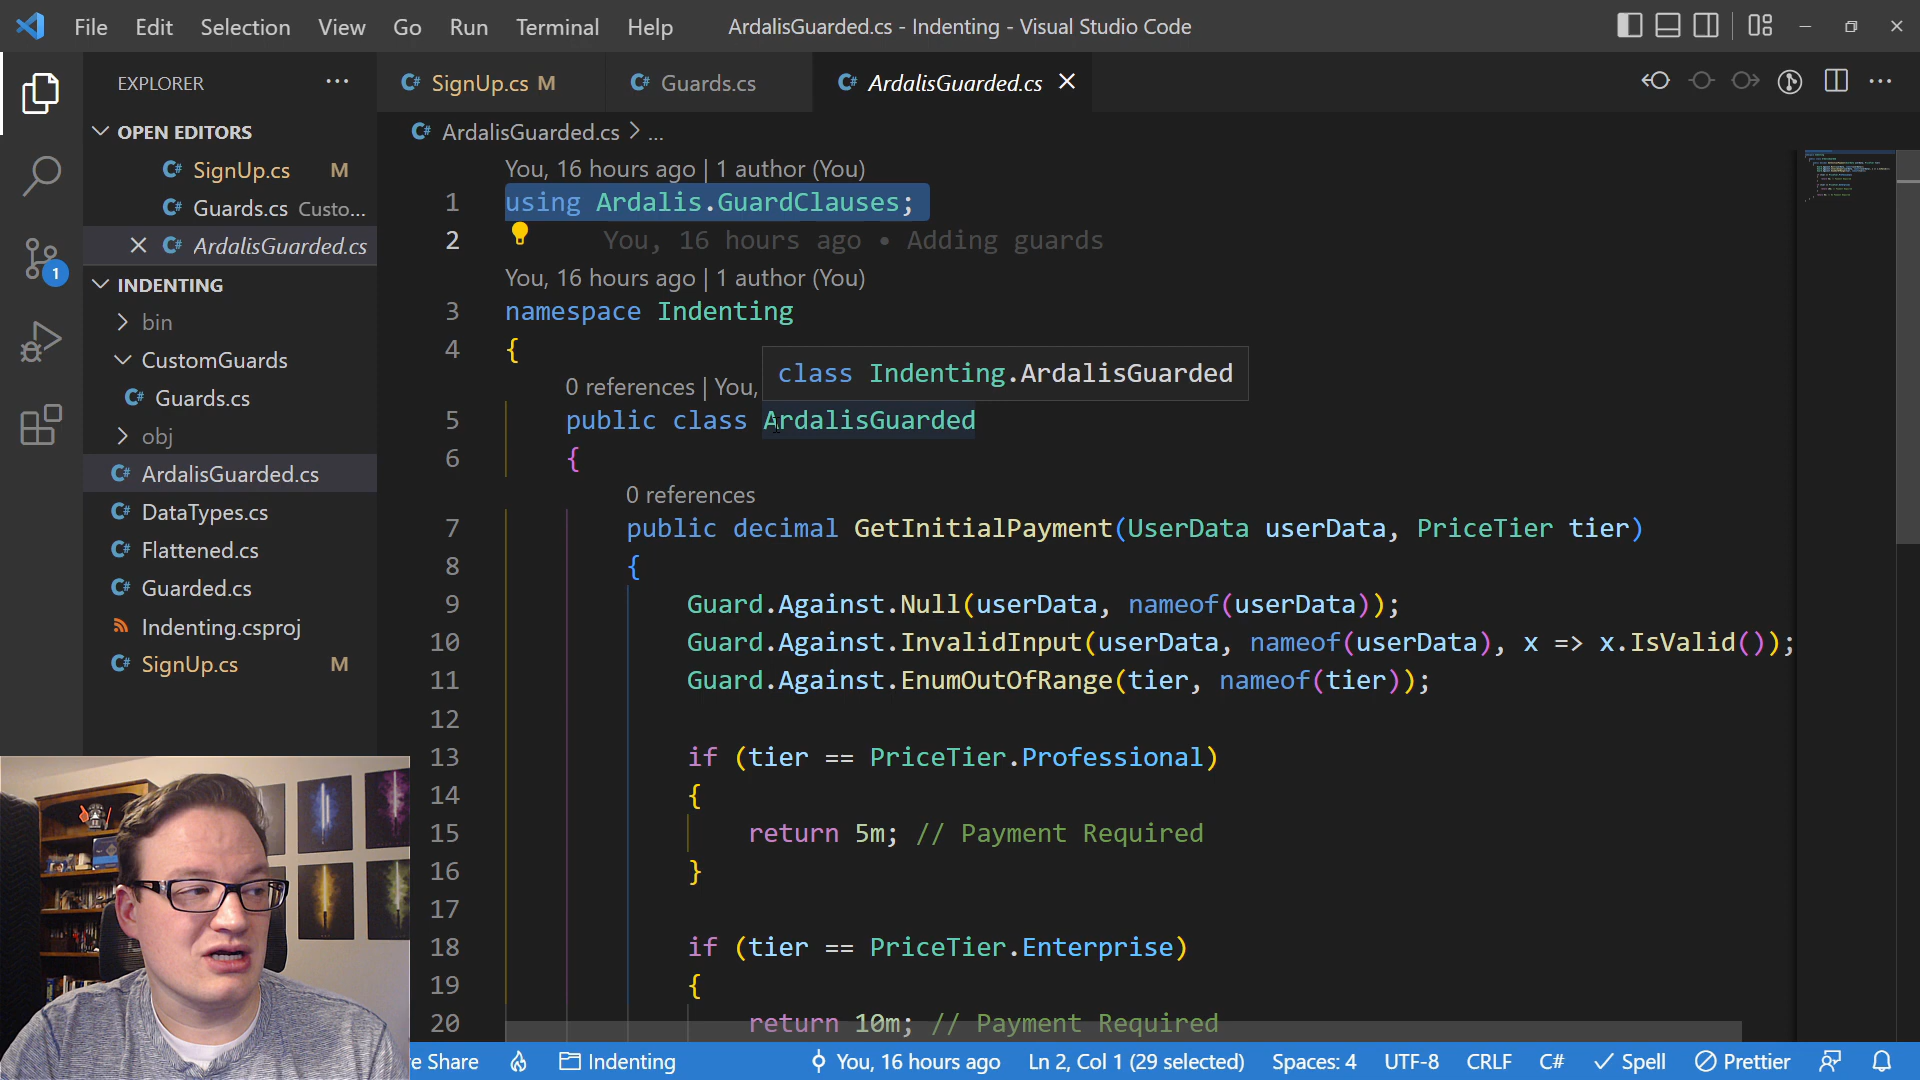 File Edit Selection View Go Run Terminal Help
ArdalisGuarded.cs - Indenting - Visual Studio Code
EXPLORER
OPEN EDITORS
SignUp.cs M
Guards.cs Custo...
ArdalisGuarded.cs
INDENTING
bin
CustomGuards
Guards.cs
obj
ArdalisGuarded.cs
DataTypes.cs
Flattened.cs
Guarded.cs
Indenting.csproj
SignUp.cs M
1
SignUp.cs M
Guards.cs
ArdalisGuarded.cs
ArdalisGuarded.cs > ...
You, 16 hours ago | 1 author (You)
1 using Ardalis.GuardClauses;
2 You, 16 hours ago • Adding guards
You, 16 hours ago | 1 author (You)
3 namespace Indenting
4 {
class Indenting.ArdalisGuarded
0 references | You,
5 public class ArdalisGuarded
6 {
0 references
7 public decimal GetInitialPayment(UserData userData, PriceTier tier)
8 {
9 Guard.Against.Null(userData, nameof(userData));
10 Guard.Against.InvalidInput(userData, nameof(userData), x => x.IsValid());
11 Guard.Against.EnumOutOfRange(tier, nameof(tier));
12
13 if (tier == PriceTier.Professional)
14 {
15 return 5m; // Payment Required
16 }
17
18 if (tier == PriceTier.Enterprise)
19 {
20 return 10m; // Payment Required
e Share Indenting You, 16 hours ago Ln 2, Col 1 (29 selected) Spaces: 4 UTF-8 CRLF C# Spell Prettier